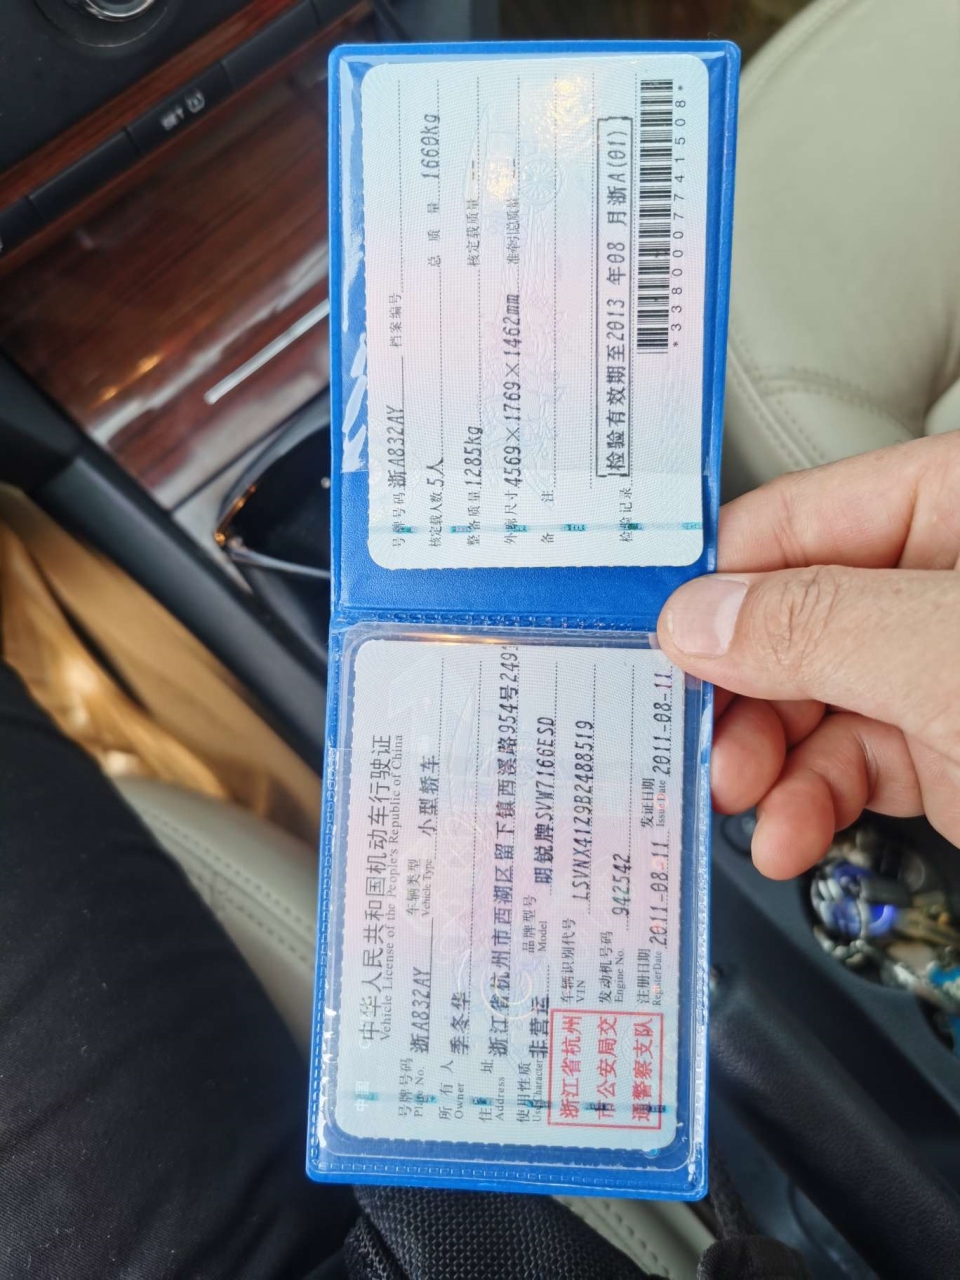 中华人民共和国机动车行驶证
Vehicle License of the People's Republic of China
号牌号码 浙A832AY 车辆类型 小型轿车
Plate No. Vehicle Type
所有人 季冬华
Owner
住址 浙江省杭州市西湖区留下镇西溪路954号249
Address
使用性质 非营运 品牌型号 明锐牌SVW7166ESD
Use Character Model
浙江省杭州
市公安局交
通警察支队
车辆识别代号 LSVNX4129B2488519
VIN
发动机号码 942542
Engine No.
注册日期 2011-08-11 发证日期 2011-08-11
Register Date Issue Date
号牌号码 浙A832AY 档案编号
核定载人数 5人 总质量 1660kg
整备质量 1285kg 核定载质量 --
外廓尺寸 4569×1769×1462mm 准牵引总质量 --
备注
检验记录 检验有效期至2013年08月浙A(01)
*3380007741508*